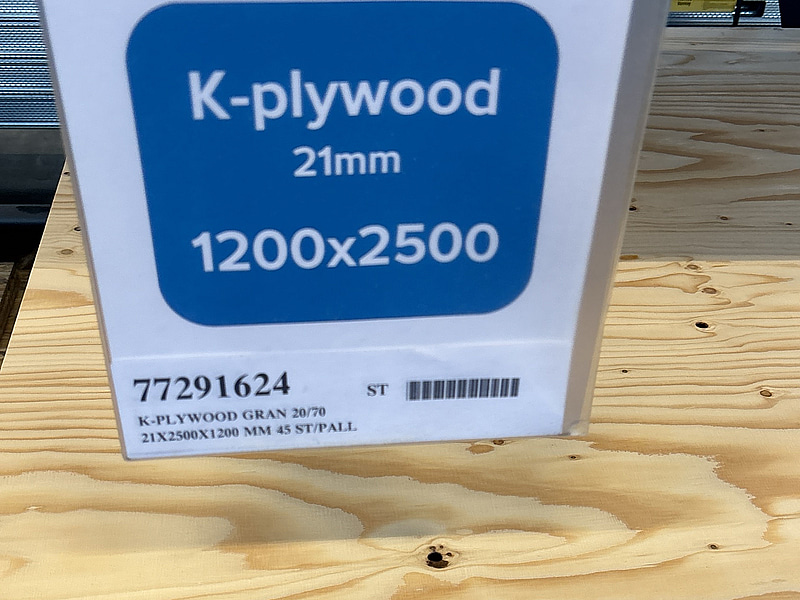 K-plywood
21mm
1200x2500
77291624 ST
K-PLYWOOD GRAN 20/70
21X2500X1200 MM 45 ST/PALL